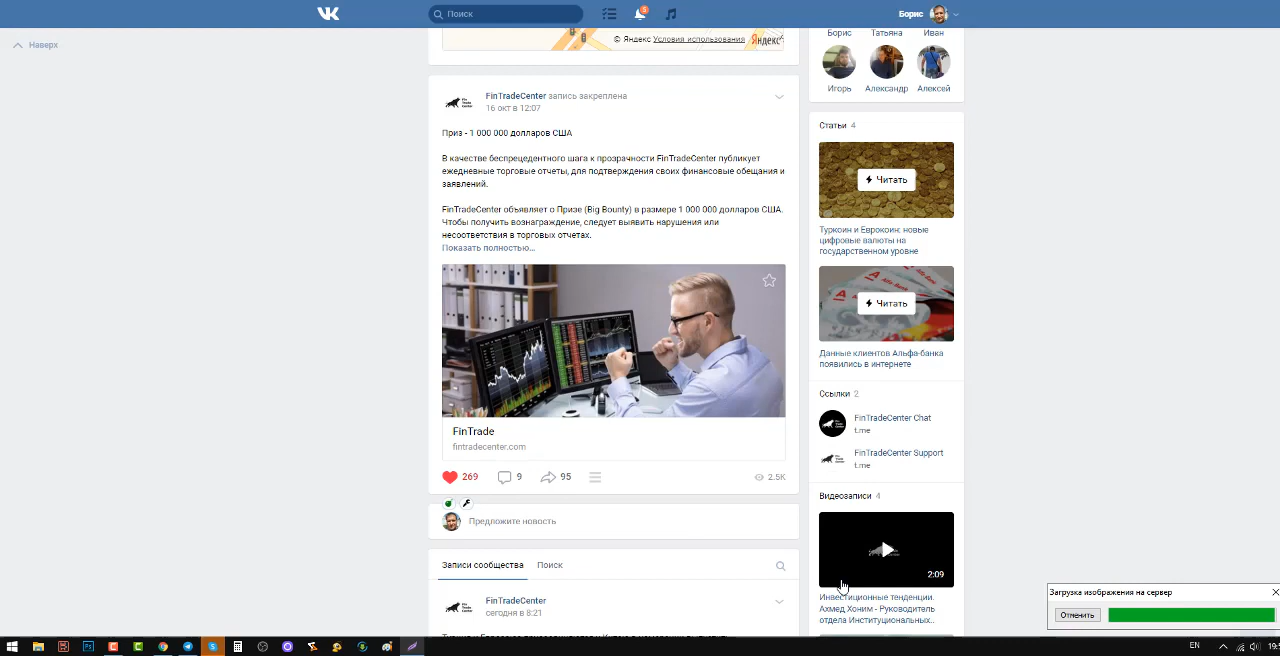 Поиск
5
Борис
Наверх
© Яндекс Условия использования Яндекс
Борис Татьяна Иван
Игорь Александр Алексей
FinTradeCenter запись закреплена
16 окт в 12:07
Приз - 1 000 000 долларов США
В качестве беспрецедентного шага к прозрачности FinTradeCenter публикует
ежедневные торговые отчеты, для подтверждения своих финансовые обещания и
заявлений.
FinTradeCenter объявляет о Призе (Big Bounty) в размере 1 000 000 долларов США.
Чтобы получить вознаграждение, следует выявить нарушения или
несоответствия в торговых отчетах.
Показать полностью...
FinTrade
fintradecenter.com
269 9 95 2.5K
Предложите новость
Записи сообщества Поиск
FinTradeCenter
сегодня в 8:21
Статьи 4
Читать
Туркоин и Еврокоин: новые
цифровые валюты на
государственном уровне
Читать
Данные клиентов Альфа-банка
появились в интернете
Ссылки 2
FinTradeCenter Chat
t.me
FinTradeCenter Support
t.me
Видеозаписи 4
2:09
Инвестиционные тенденции.
Ахмед Хоним - Руководитель
отдела Институциональных..
Загрузка изображения на сервер
Отменить
EN